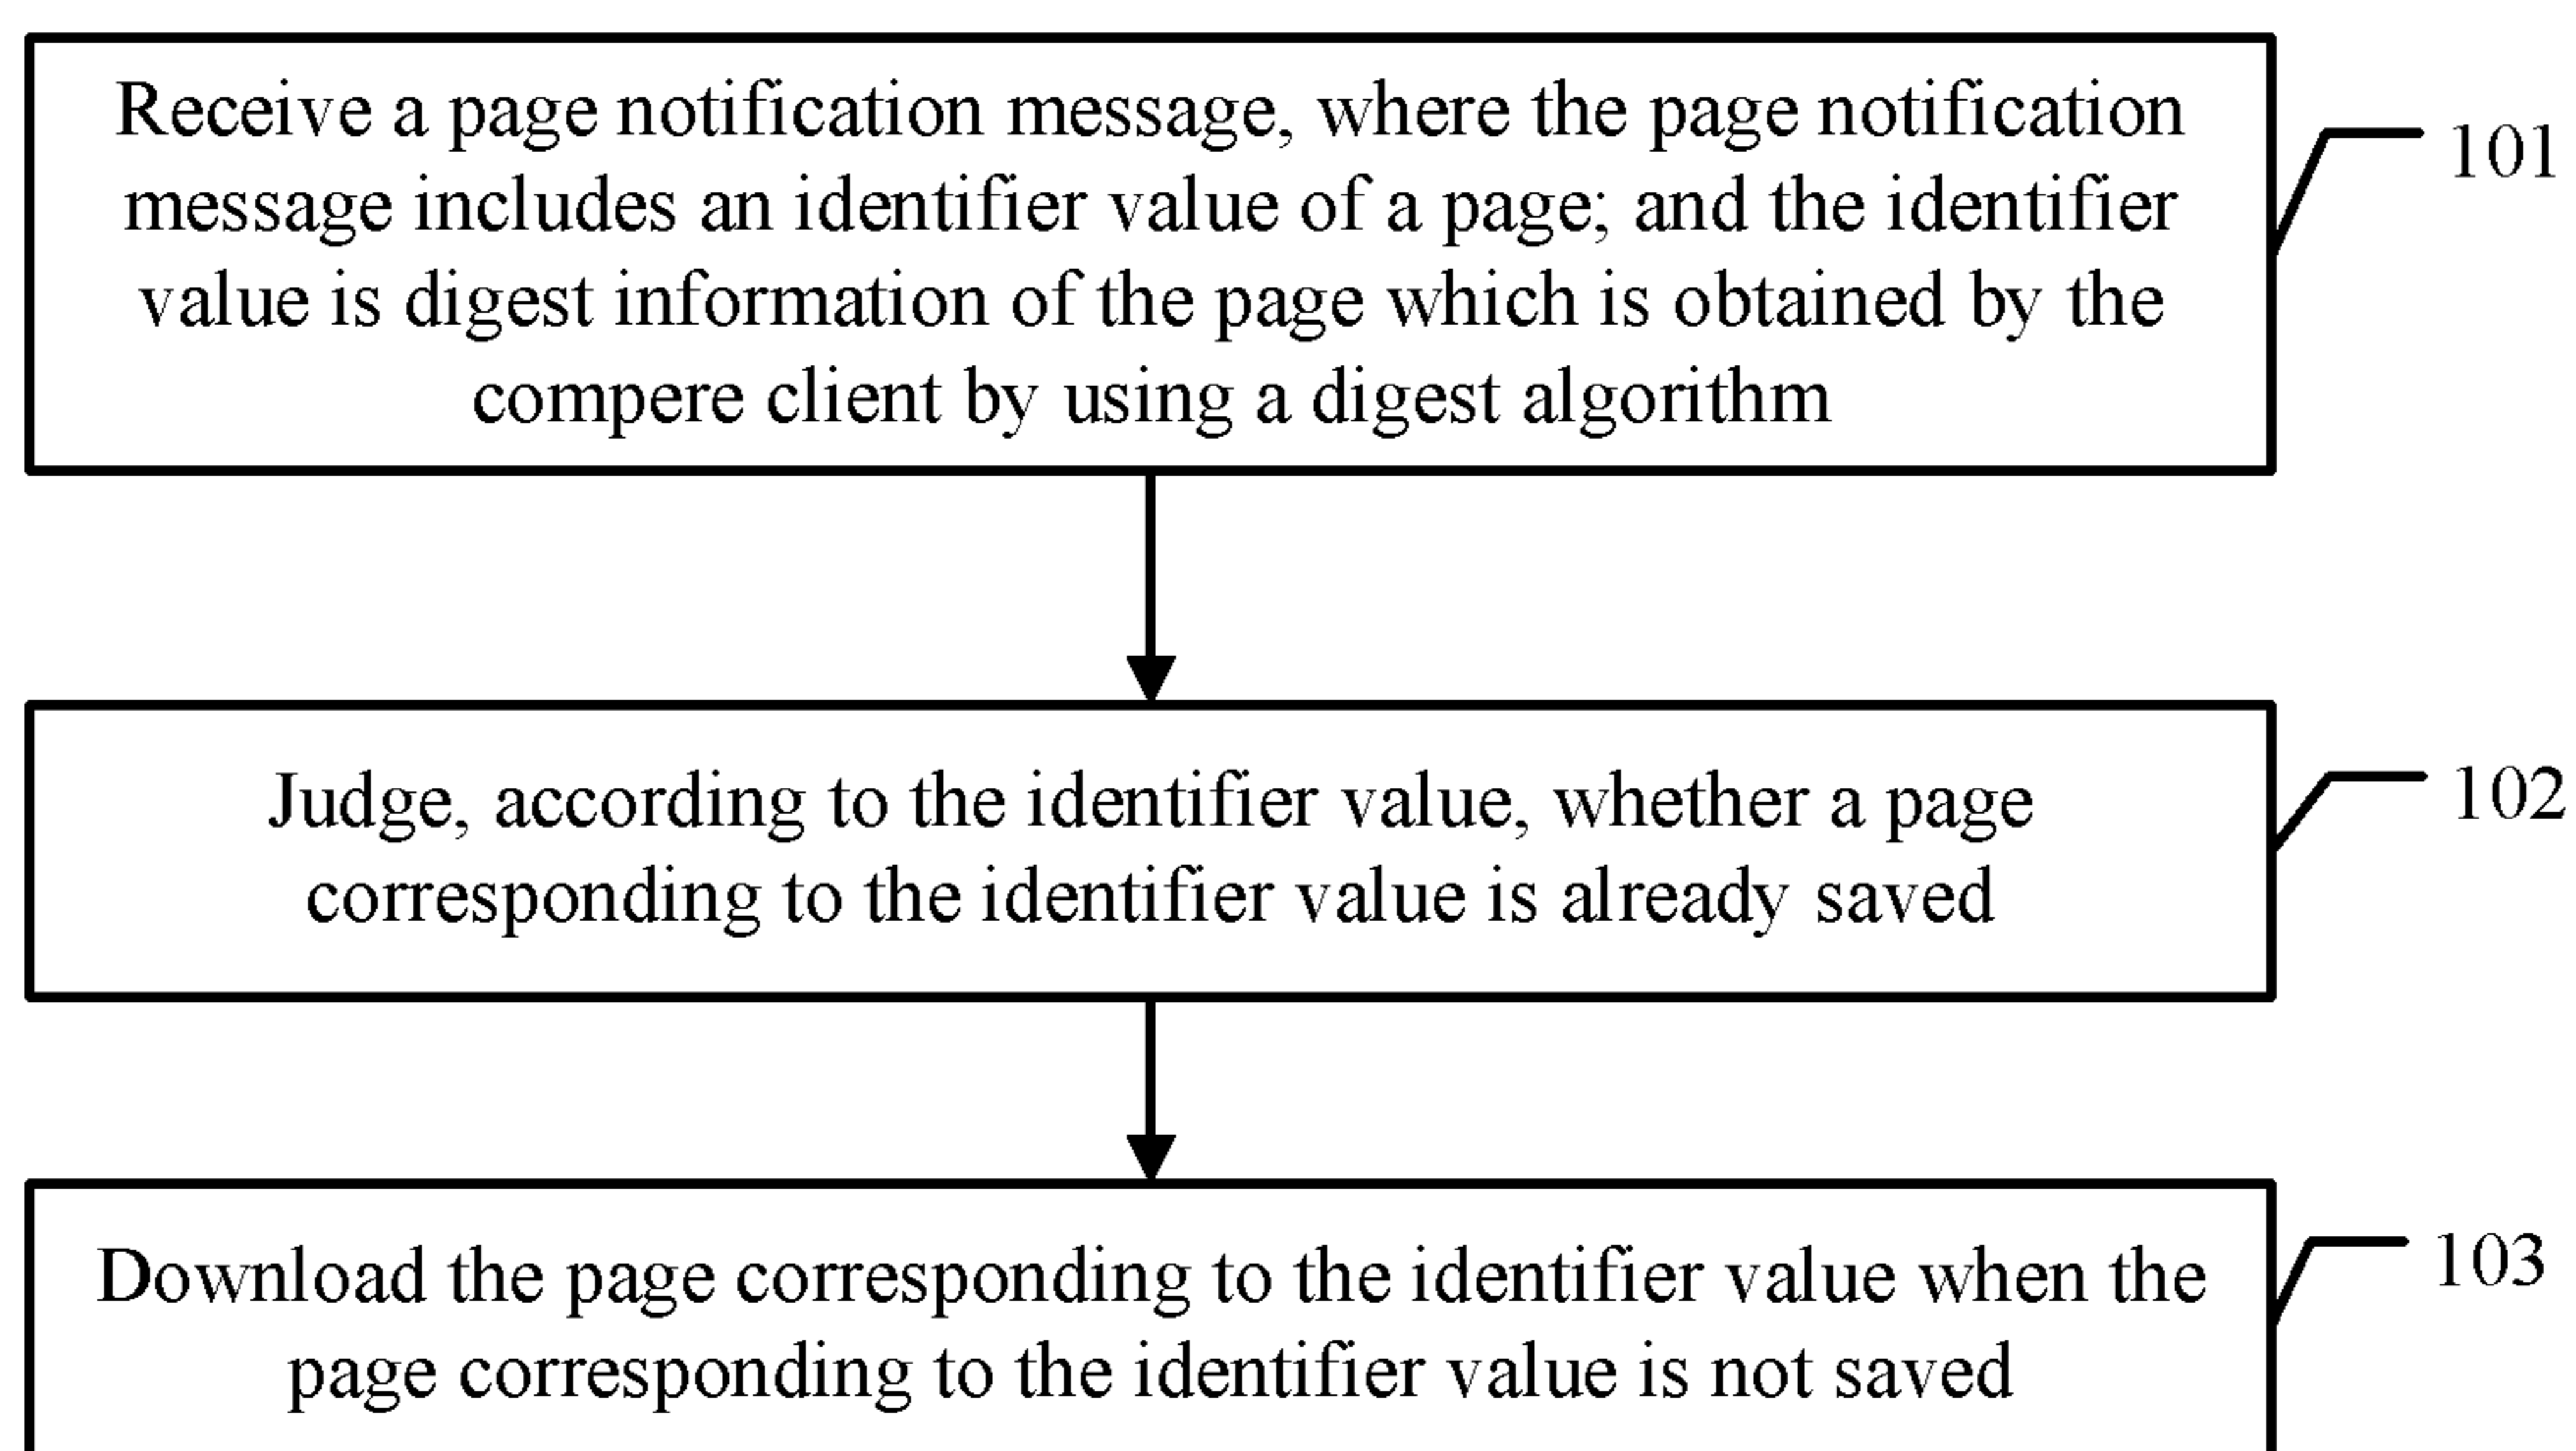 Receive a page notification message, where the page notification
message includes an identifier value of a page; and the identifier
value is digest information of the page which is obtained by the
compere client by using a digest algorithm
101
Judge, according to the identifier value, whether a page
corresponding to the identifier value is already saved
102
Download the page corresponding to the identifier value when the
page corresponding to the identifier value is not saved
103